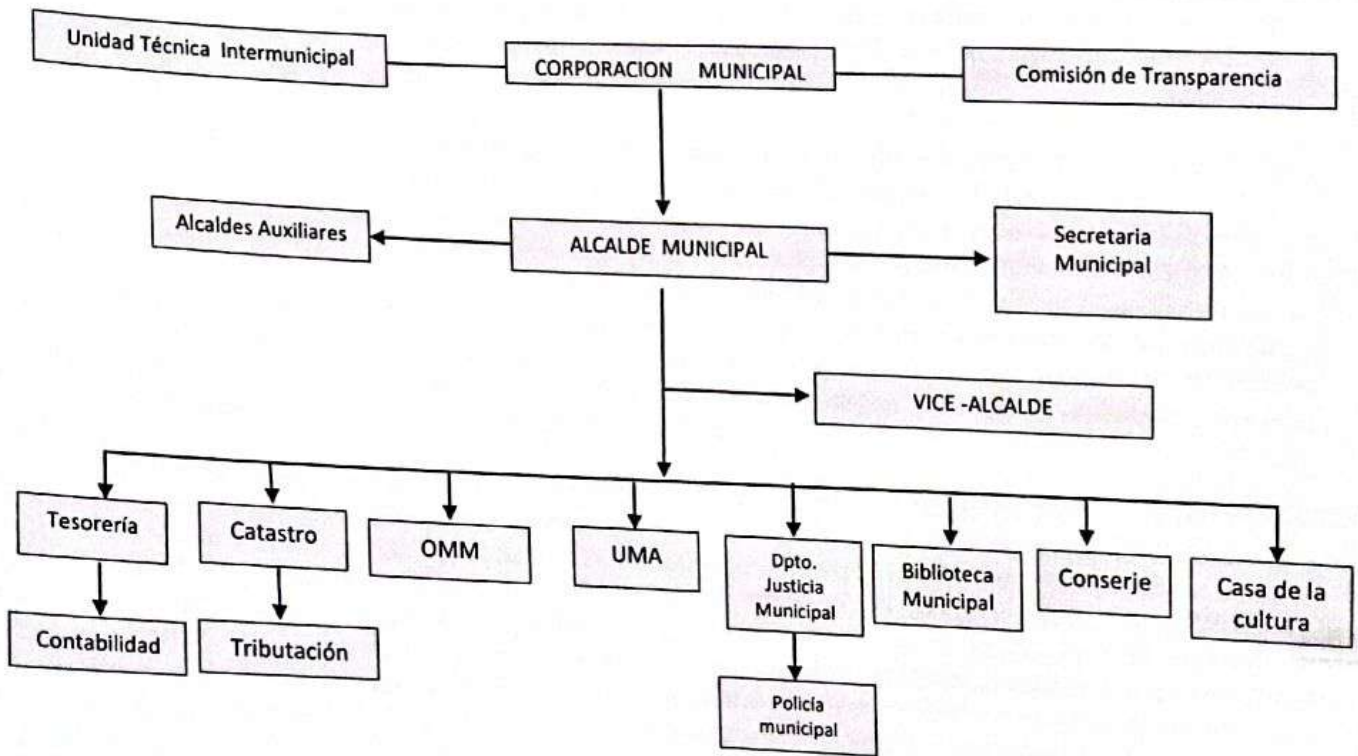 Unidad Técnica Intermunicipal
CORPORACION MUNICIPAL
Comisión de Transparencia
Alcaldes Auxiliares
ALCALDE MUNICIPAL
Secretaria
Municipal
VICE -ALCALDE
Tesorería
Catastro
OMM
UMA
Dpto.
Justicia
Municipal
Biblioteca
Municipal
Conserje
Casa de la
cultura
Contabilidad
Tributación
Policía
municipal